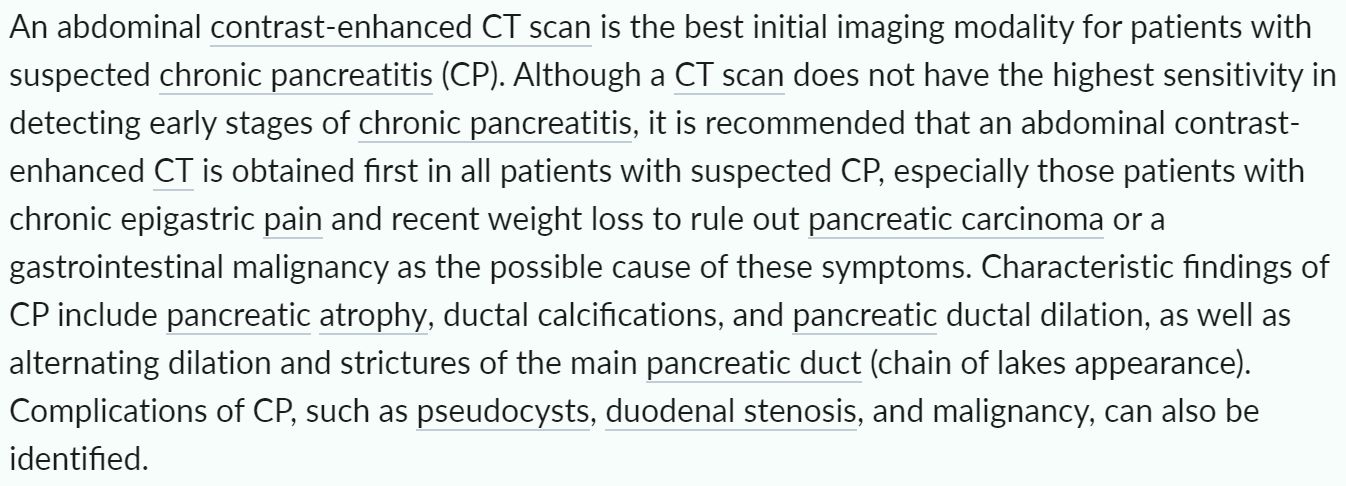 An abdominal contrast-enhanced CT scan is the best initial imaging modality for patients with
suspected chronic pancreatitis (CP). Although a CT scan does not have the highest sensitivity in
detecting early stages of chronic pancreatitis, it is recommended that an abdominal contrast-
enhanced CT is obtained first in all patients with suspected CP, especially those patients with
chronic epigastric pain and recent weight loss to rule out pancreatic carcinoma or a
gastrointestinal malignancy as the possible cause of these symptoms. Characteristic findings of
CP include pancreatic atrophy, ductal calcifications, and pancreatic ductal dilation, as well as
alternating dilation and strictures of the main pancreatic duct (chain of lakes appearance).
Complications of CP, such as pseudocysts, duodenal stenosis, and malignancy, can also be
identified.